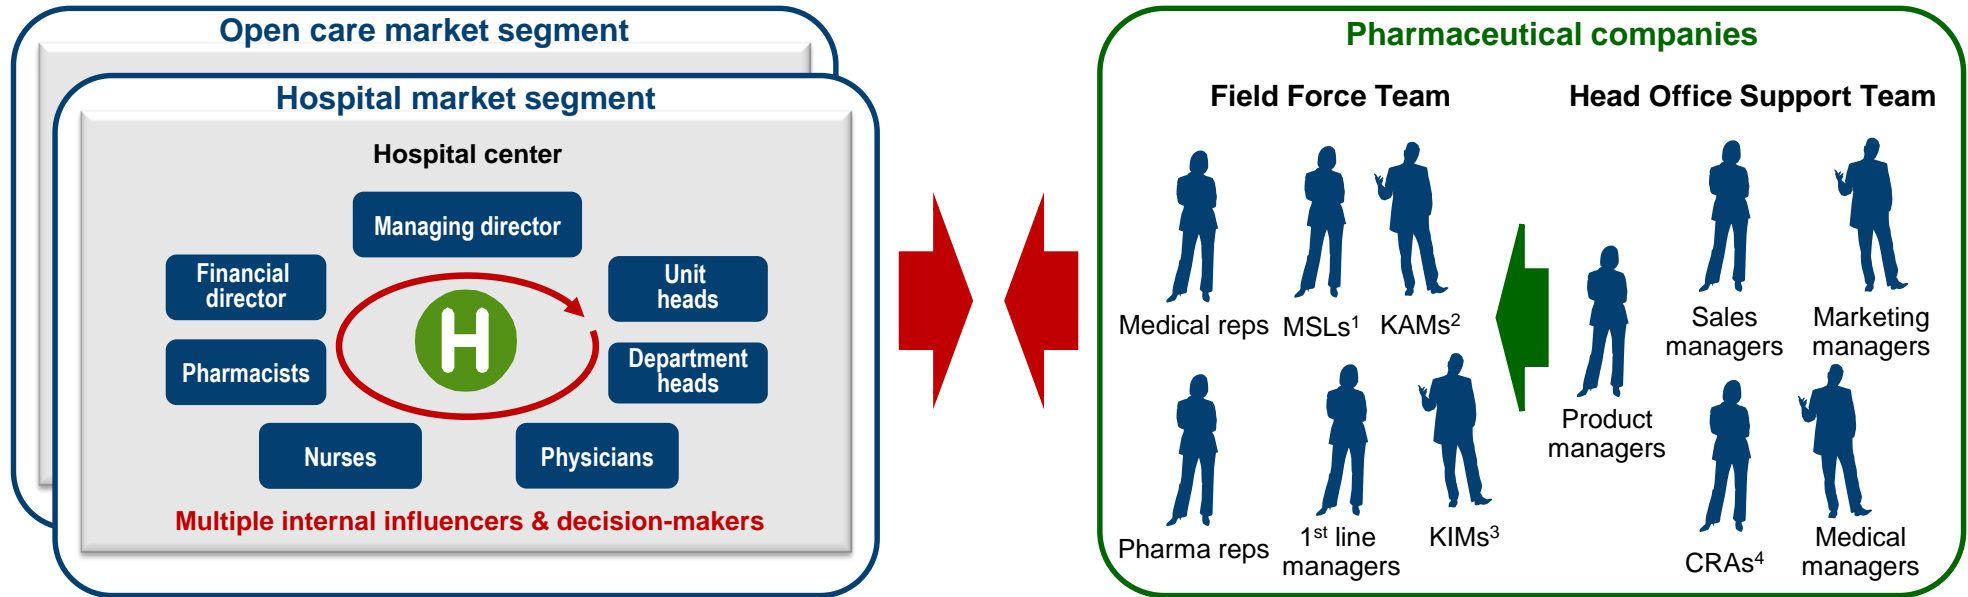 Open care market segment
Hospital market segment
Hospital center
Managing director
Financial
director
Unit
heads
Pharmacists
Department
heads
Nurses
Physicians
Multiple internal influencers & decision-makers
H
Pharmaceutical companies
Field Force Team
Medical reps
MSLs¹
KAMs²
Pharma reps
1st line
managers
KIMs³
Head Office Support Team
Sales
managers
Marketing
managers
Product
managers
CRAs⁴
Medical
managers